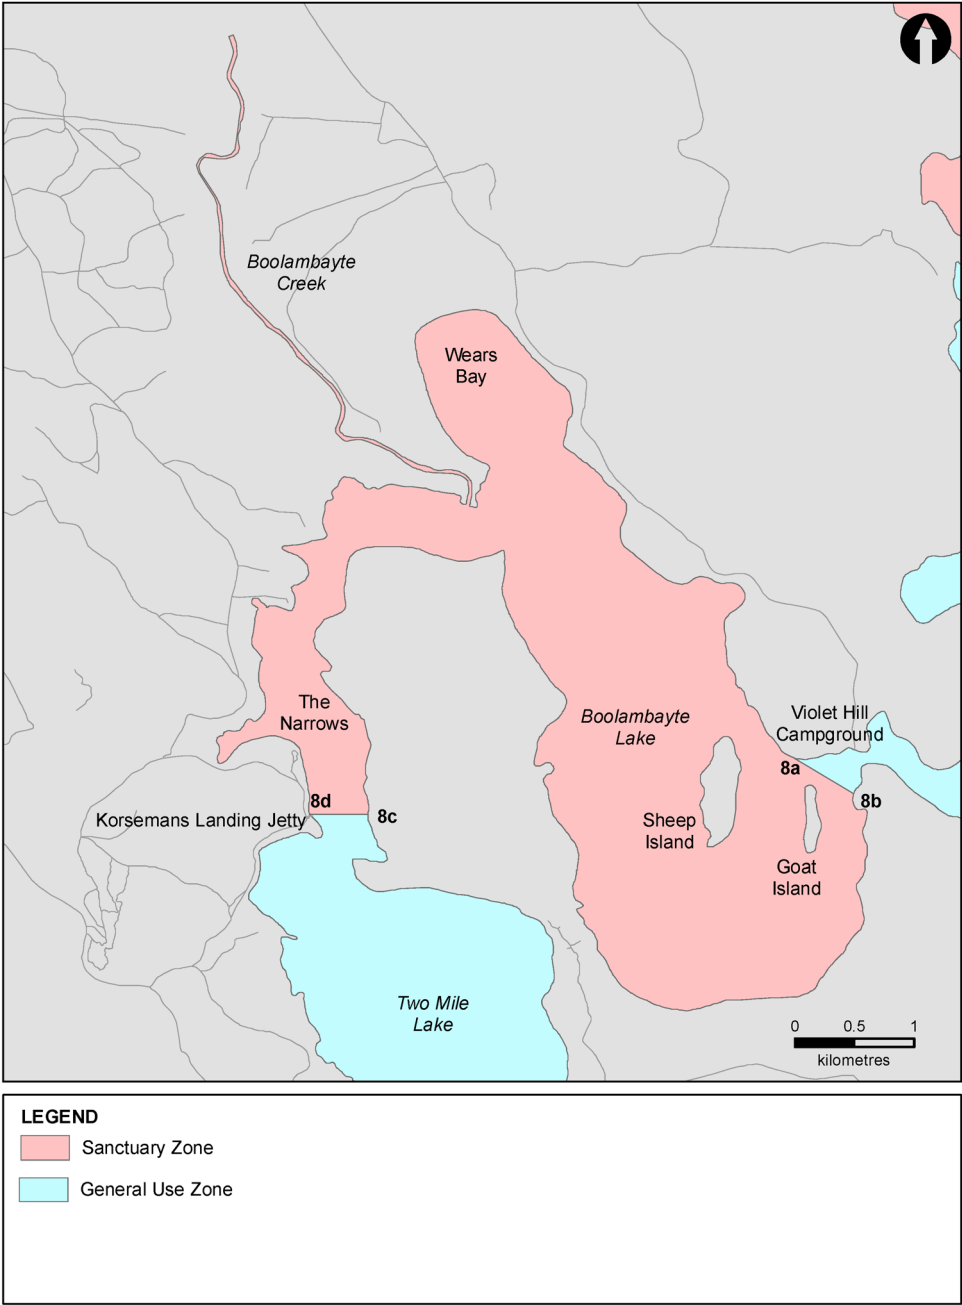 Boolambayte
Creek
Wears
Bay
The
Narrows
Boolambayte
Lake
Violet Hill
Campground
8a
8b
8d
8c
Korsemans Landing Jetty
Sheep
Island
Goat
Island
Two Mile
Lake
0 0.5 1
kilometres
LEGEND
Sanctuary Zone
General Use Zone